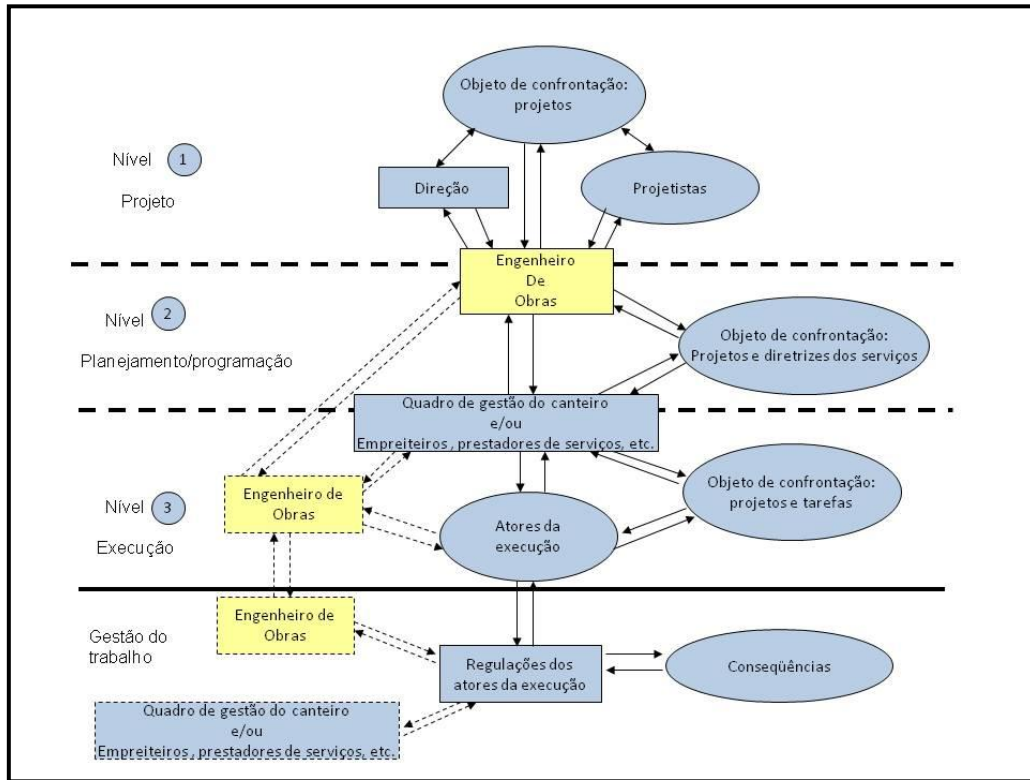 Objeto de confrontação:
projetos
Nível 1
Projeto
Direção
Projetistas
Engenheiro
De
Obras
Nível 2
Planejamento/programação
Objeto de confrontação:
Projetos e diretrizes dos serviços
Quadro de gestão do canteiro
e/ou
Empreiteiros , prestadores de serviços, etc.
Nível 3
Execução
Engenheiro de
Obras
Atores da
execução
Objeto de confrontação:
projetos e tarefas
Gestão do
trabalho
Engenheiro de
Obras
Regulações dos
atores da execução
Conseqüências
Quadro de gestão do canteiro
e/ou
Empreiteiros , prestadores de serviços, etc.